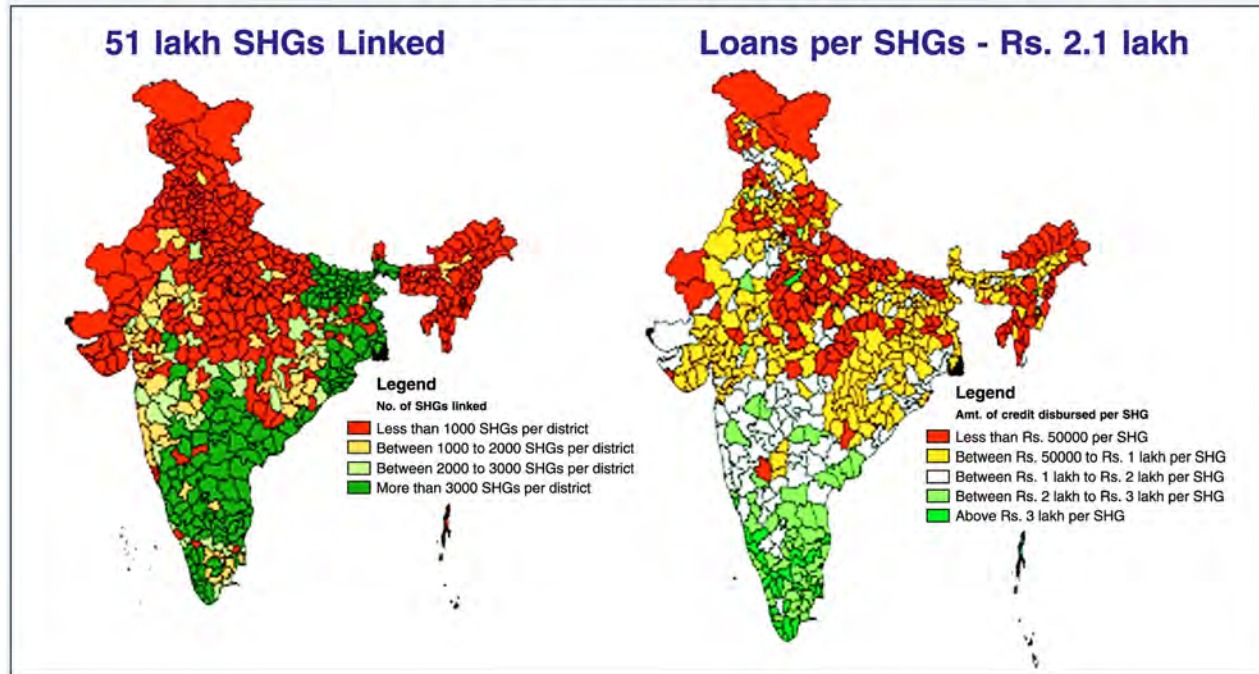 51 lakh SHGs Linked
Loans per SHGs - Rs. 2.1 lakh
Legend
No. of SHGs linked
Less than 1000 SHGs per district
Between 1000 to 2000 SHGs per district
Between 2000 to 3000 SHGs per district
More than 3000 SHGs per district
Legend
Amt. of credit disbursed per SHG
Less than Rs. 50000 per SHG
Between Rs. 50000 to Rs. 1 lakh per SHG
Between Rs. 1 lakh to Rs. 2 lakh per SHG
Between Rs. 2 lakh to Rs. 3 lakh per SHG
Above Rs. 3 lakh per SHG